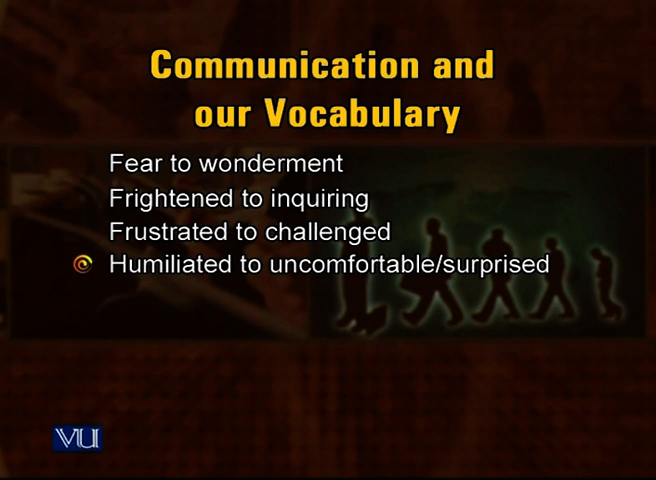 Communication and
our Vocabulary
Fear to wonderment
Frightened to inquiring
Frustrated to challenged
Humiliated to uncomfortable/surprised
VU